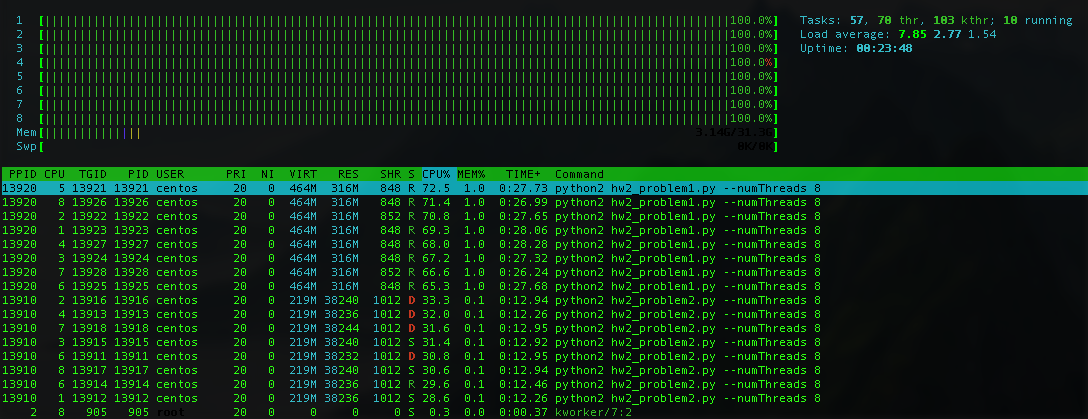 1 [||||||||||||||||||||||||||||||||||||||||||||||||||||||||||||||||||||||||||||||||||||||||||||||||||100.0%] Tasks: 57, 70 thr, 103 kthr; 10 running
2 [||||||||||||||||||||||||||||||||||||||||||||||||||||||||||||||||||||||||||||||||||||||||||||||||||100.0%] Load average: 7.85 2.77 1.54
3 [||||||||||||||||||||||||||||||||||||||||||||||||||||||||||||||||||||||||||||||||||||||||||||||||||100.0%] Uptime: 00:23:48
4 [||||||||||||||||||||||||||||||||||||||||||||||||||||||||||||||||||||||||||||||||||||||||||||||||||100.0%]
5 [||||||||||||||||||||||||||||||||||||||||||||||||||||||||||||||||||||||||||||||||||||||||||||||||||100.0%]
6 [||||||||||||||||||||||||||||||||||||||||||||||||||||||||||||||||||||||||||||||||||||||||||||||||||100.0%]
7 [||||||||||||||||||||||||||||||||||||||||||||||||||||||||||||||||||||||||||||||||||||||||||||||||||100.0%]
8 [||||||||||||||||||||||||||||||||||||||||||||||||||||||||||||||||||||||||||||||||||||||||||||||||||100.0%]
Mem[|||||||||||||| 3.14G/31.3G]
Swp[ 0K/0K]
PPID CPU TGID PID USER PRI NI VIRT RES SHR S CPU% MEM% TIME+ Command
13920 5 13921 13921 centos 20 0 464M 316M 848 R 72.5 1.0 0:27.73 python2 hw2_problem1.py --numThreads 8
13920 8 13926 13926 centos 20 0 464M 316M 848 R 71.4 1.0 0:26.99 python2 hw2_problem1.py --numThreads 8
13920 2 13922 13922 centos 20 0 464M 316M 852 R 70.8 1.0 0:27.65 python2 hw2_problem1.py --numThreads 8
13920 1 13923 13923 centos 20 0 464M 316M 848 R 69.3 1.0 0:28.06 python2 hw2_problem1.py --numThreads 8
13920 4 13927 13927 centos 20 0 464M 316M 848 R 68.0 1.0 0:28.28 python2 hw2_problem1.py --numThreads 8
13920 3 13924 13924 centos 20 0 464M 316M 848 R 67.2 1.0 0:27.32 python2 hw2_problem1.py --numThreads 8
13920 7 13928 13928 centos 20 0 464M 316M 852 R 66.6 1.0 0:26.24 python2 hw2_problem1.py --numThreads 8
13920 6 13925 13925 centos 20 0 464M 316M 848 R 65.3 1.0 0:27.68 python2 hw2_problem1.py --numThreads 8
13910 2 13916 13916 centos 20 0 219M 38240 1012 D 33.3 0.1 0:12.94 python2 hw2_problem2.py --numThreads 8
13910 4 13913 13913 centos 20 0 219M 38236 1012 D 32.0 0.1 0:12.26 python2 hw2_problem2.py --numThreads 8
13910 7 13918 13918 centos 20 0 219M 38244 1012 D 31.6 0.1 0:12.95 python2 hw2_problem2.py --numThreads 8
13910 3 13915 13915 centos 20 0 219M 38240 1012 S 31.4 0.1 0:12.92 python2 hw2_problem2.py --numThreads 8
13910 6 13911 13911 centos 20 0 219M 38232 1012 D 30.8 0.1 0:12.95 python2 hw2_problem2.py --numThreads 8
13910 8 13917 13917 centos 20 0 219M 38240 1012 S 30.6 0.1 0:12.94 python2 hw2_problem2.py --numThreads 8
13910 6 13914 13914 centos 20 0 219M 38236 1012 R 29.6 0.1 0:12.46 python2 hw2_problem2.py --numThreads 8
13910 1 13912 13912 centos 20 0 219M 38236 1012 S 28.6 0.1 0:12.26 python2 hw2_problem2.py --numThreads 8
2 8 905 905 root 20 0 0 0 0 S 0.3 0.0 0:00.37 kworker/7:2